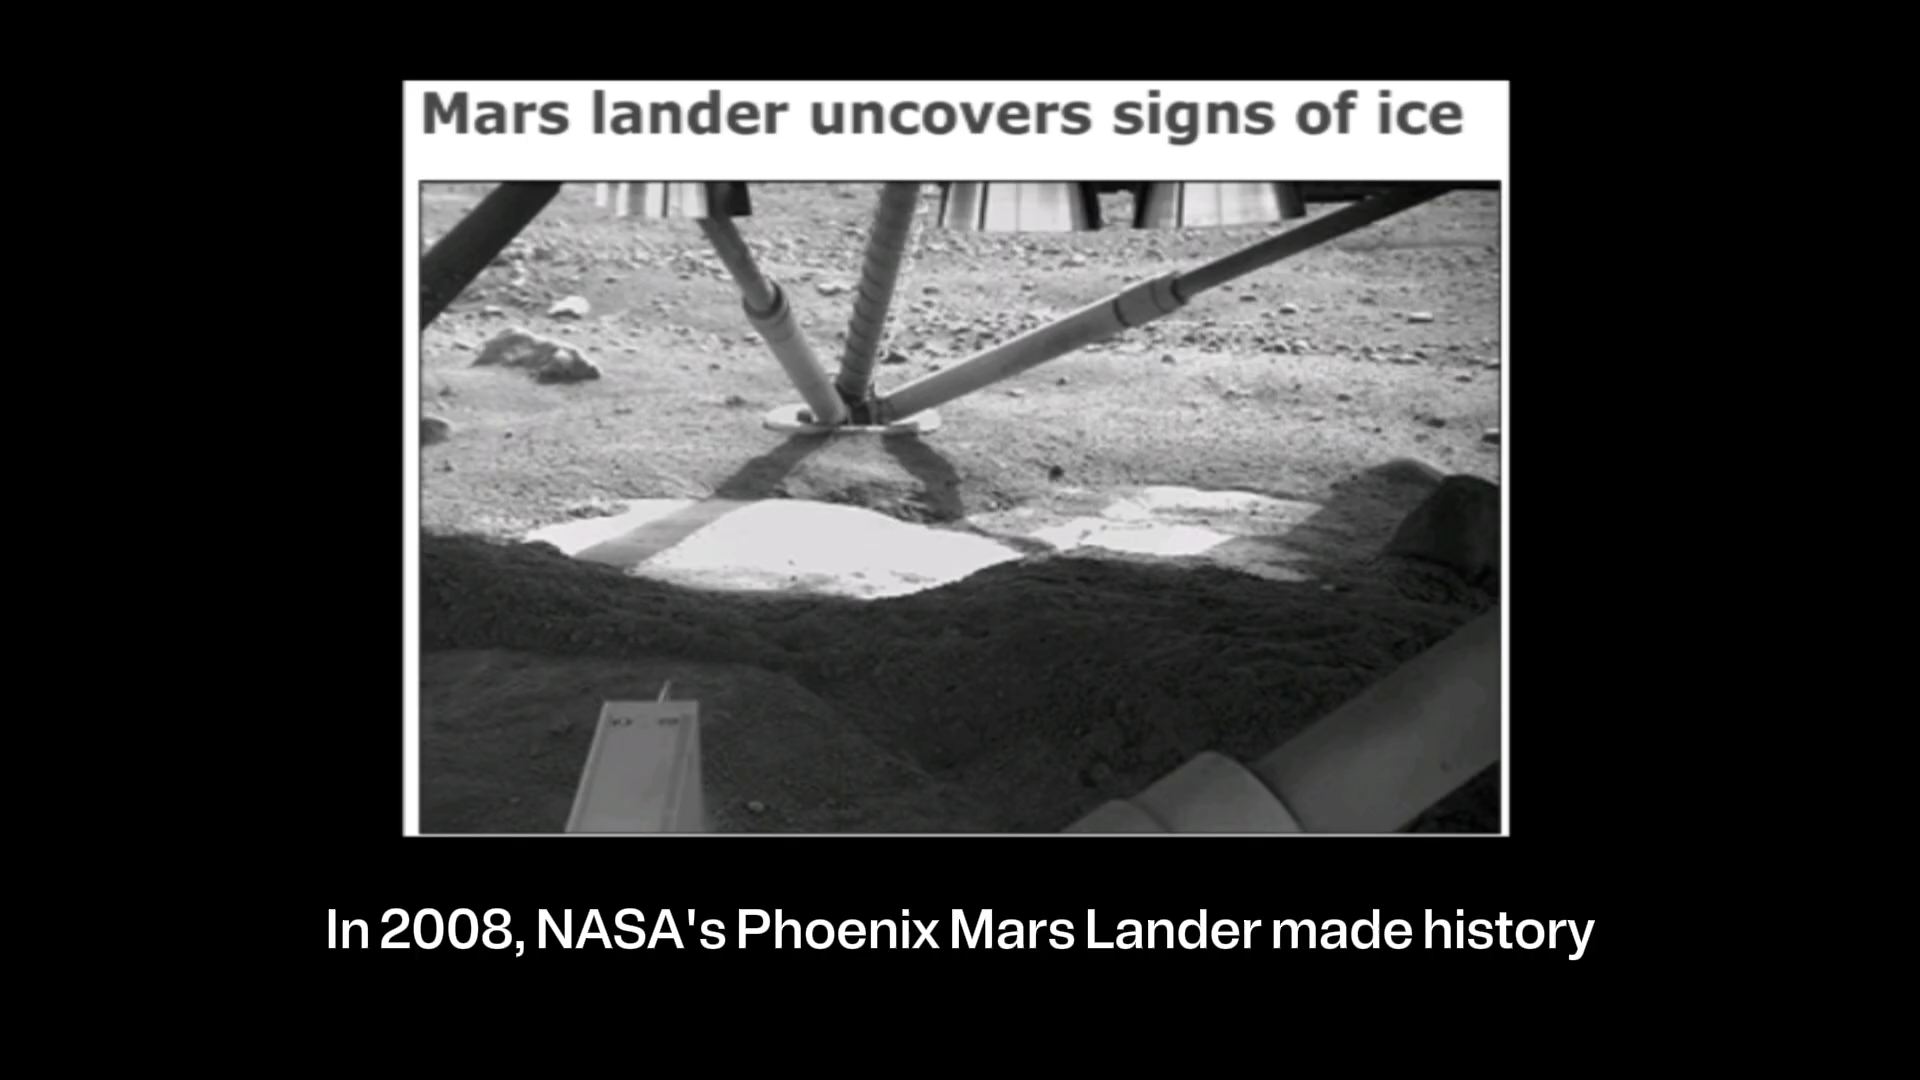 Mars lander uncovers signs of ice
In 2008, NASA's Phoenix Mars Lander made history